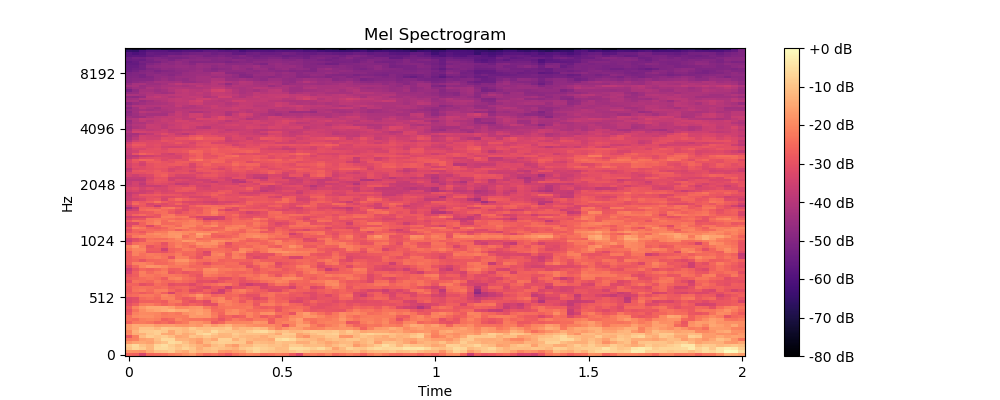 Mel Spectrogram
Hz
8192
4096
2048
1024
512
0
0 0.5 1 1.5 2
Time
+0 dB
-10 dB
-20 dB
-30 dB
-40 dB
-50 dB
-60 dB
-70 dB
-80 dB